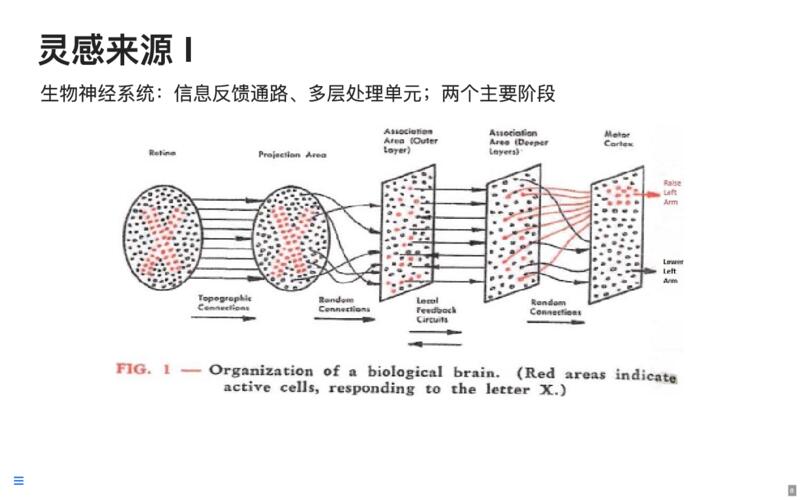 灵感来源 I
生物神经系统：信息反馈通路、多层处理单元；两个主要阶段
Retina
Projection Area
Association
Area (Outer
Layer)
Association
Area (Deeper
Layers)
Motor
Cortex
Raise
Left
Arm
Lower
Left
Arm
Topographic
Connections
Random
Connections
Local
Feedback
Circuits
Random
Connections
FIG. 1 — Organization of a biological brain. (Red areas indicate
active cells, responding to the letter X.)
8